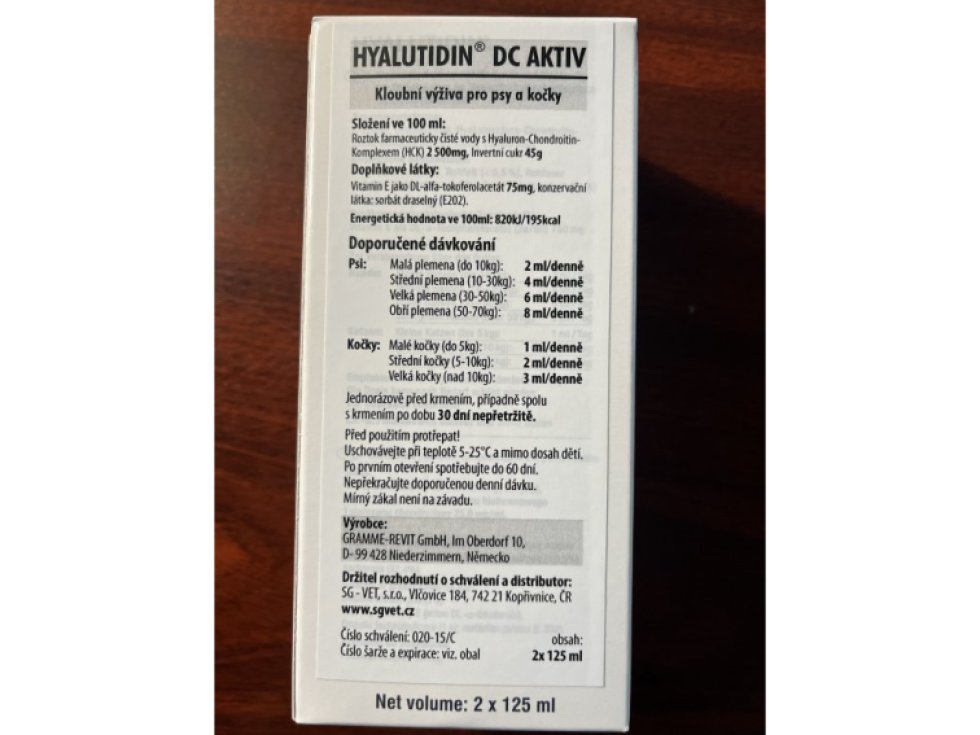 HYALUTIDIN® DC AKTIV
Kloubní výživa pro psy a kočky
Složení ve 100 ml:
Roztok farmaceuticky čisté vody s Hyaluron-Chondroitin-
Komplexem (HCK) 2 500mg, Invertní cukr 45g
Doplňkové látky:
Vitamin E jako DL-alfa-tokoferolacetát 75mg, konzervační
látka: sorbát draselný (E202).
Energetická hodnota ve 100ml: 820kJ/195kcal
Doporučené dávkování
Psi: Malá plemena (do 10kg): 2 ml/denně
Střední plemena (10-30kg): 4 ml/denně
Velká plemena (30-50kg): 6 ml/denně
Obří plemena (50-70kg): 8 ml/denně
Kočky: Malé kočky (do 5kg): 1 ml/denně
Střední kočky (5-10kg): 2 ml/denně
Velká kočky (nad 10kg): 3 ml/denně
Jednorázově před krmením, případně spolu
s krmením po dobu 30 dní nepřetržitě.
Před použitím protřepat!
Uschovávejte při teplotě 5-25°C a mimo dosah dětí.
Po prvním otevření spotřebujte do 60 dní.
Nepřekračujte doporučenou denní dávku.
Mírný zákal není na závadu.
Výrobce:
GRAMME-REVIT GmbH, Im Oberdorf 10,
D- 99 428 Niederzimmern, Německo
Držitel rozhodnutí o schválení a distributor:
SG - VET, s.r.o., Vlčovice 184, 742 21 Kopřivnice, ČR
www.sgvet.cz
Číslo schválení: 020-15/C obsah:
Číslo šarže a expirace: viz. obal 2x 125 ml
Net volume: 2 x 125 ml